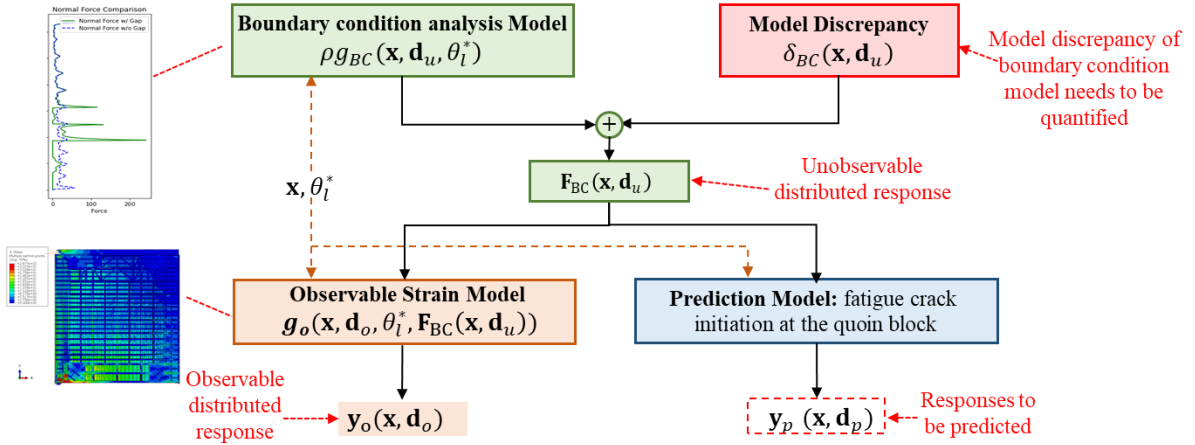 Normal Force Comparison
Normal Force w/ Gap
Normal Force w/o Gap
0
100
200
Force
Boundary condition analysis Model
ρg_BC(x, d_u, θ_l^*)
Model Discrepancy
δ_BC(x, d_u)
Model discrepancy of
boundary condition
model needs to be
quantified
+
F_BC(x, d_u)
Unobservable
distributed response
x, θ_l^*
Observable Strain Model
g_o(x, d_o, θ_l^*, F_BC(x, d_u))
Prediction Model: fatigue crack
initiation at the quoin block
Observable
distributed
response
y_o(x, d_o)
y_p (x, d_p)
Responses to
be predicted